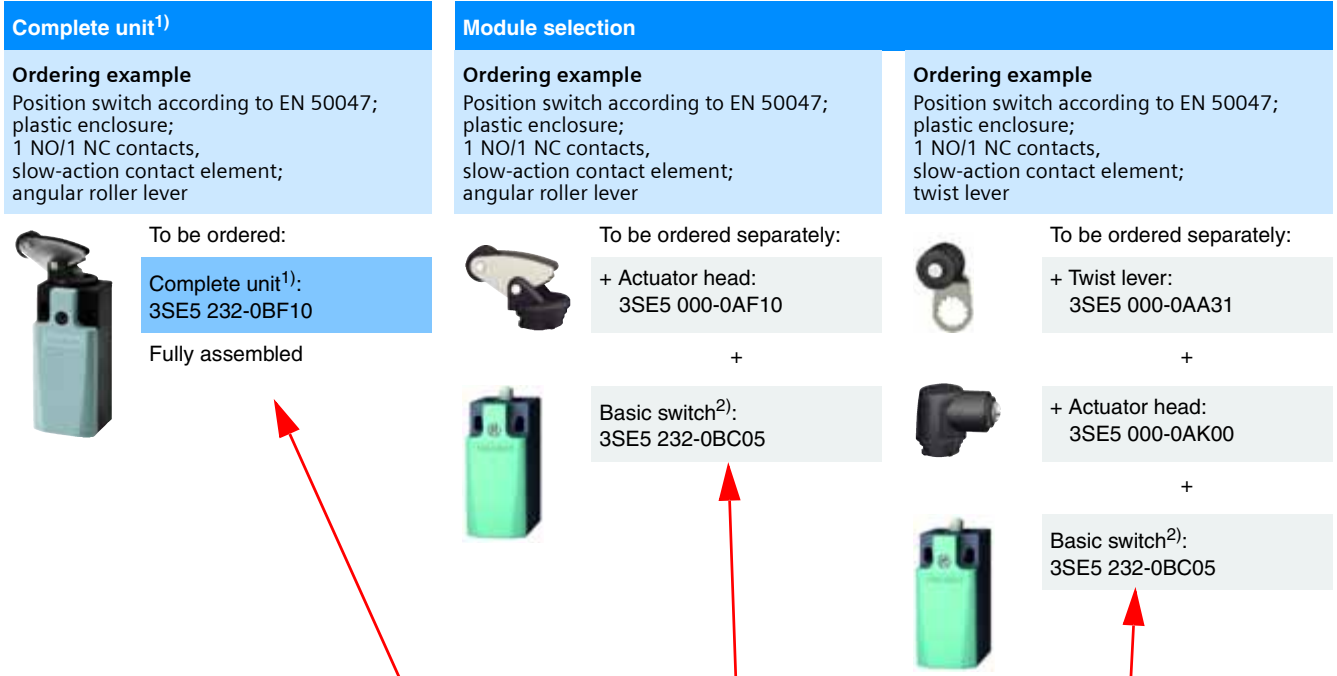 Complete unit1)
Ordering example
Position switch according to EN 50047;
plastic enclosure;
1 NO/1 NC contacts,
slow-action contact element;
angular roller lever
To be ordered:
Complete unit1):
3SE5 232-0BF10
Fully assembled
Module selection
Ordering example
Position switch according to EN 50047;
plastic enclosure;
1 NO/1 NC contacts,
slow-action contact element;
angular roller lever
To be ordered separately:
+ Actuator head:
3SE5 000-0AF10
+
Basic switch2):
3SE5 232-0BC05
Ordering example
Position switch according to EN 50047;
plastic enclosure;
1 NO/1 NC contacts,
slow-action contact element;
twist lever
To be ordered separately:
+ Twist lever:
3SE5 000-0AA31
+
+ Actuator head:
3SE5 000-0AK00
+
Basic switch2):
3SE5 232-0BC05